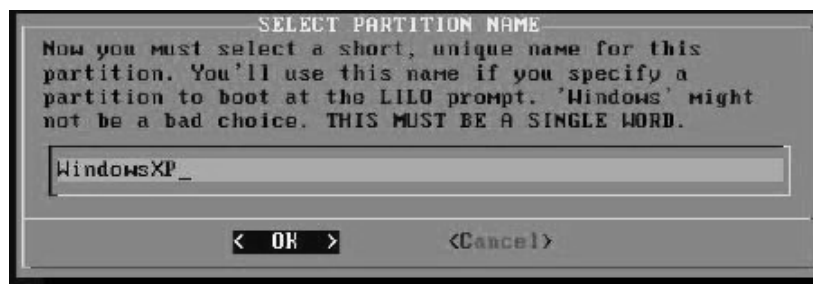 SELECT PARTITION NAME
Now you must select a short, unique name for this
partition. You'll use this name if you specify a
partition to boot at the LILO prompt. 'Windows' might
not be a bad choice. THIS MUST BE A SINGLE WORD.
WindowsXP_
< OK > <Cancel>